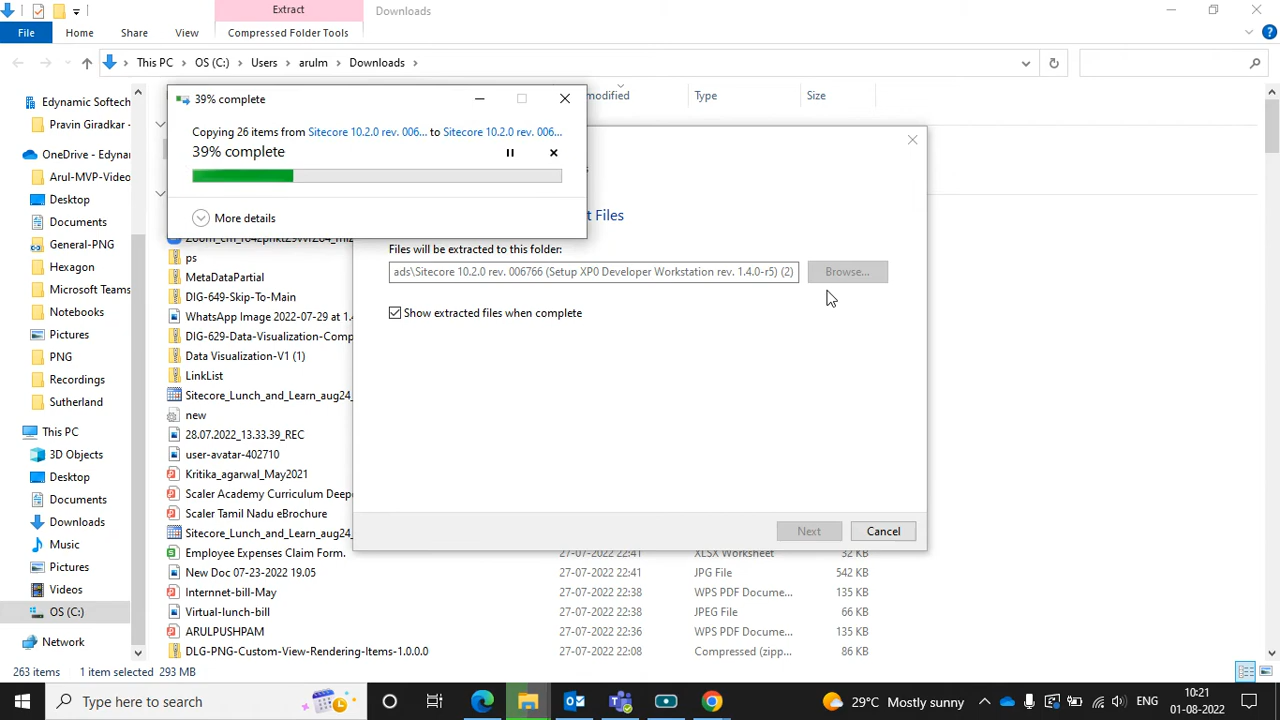 Extract
Downloads
File
Home
Share
View
Compressed Folder Tools
This PC
OS (C:)
Users
arulm
Downloads
Edynamic Softech
Pravin Giradkar -
OneDrive - Edyna
Arul-MVP-Video
Desktop
Documents
General-PNG
Hexagon
Microsoft Teams
Notebooks
Pictures
PNG
Recordings
Sutherland
This PC
3D Objects
Desktop
Documents
Downloads
Music
Pictures
Videos
OS (C:)
Network
39% complete
Copying 26 items from Sitecore 10.2.0 rev. 006... to Sitecore 10.2.0 rev. 006...
39% complete
More details
modified
Type
Size
t Files
Files will be extracted to this folder:
ads\Sitecore 10.2.0 rev. 006766 (Setup XP0 Developer Workstation rev. 1.4.0-r5) (2)
Browse...
Show extracted files when complete
Next
Cancel
ps
MetaDataPartial
DIG-649-Skip-To-Main
WhatsApp Image 2022-07-29 at 1.4
DIG-629-Data-Visualization-Comp
Data Visualization-V1 (1)
LinkList
Sitecore_Lunch_and_Learn_aug24_
new
28.07.2022_13.33.39_REC
user-avatar-402710
Kritika_agarwal_May2021
Scaler Academy Curriculum Deep
Scaler Tamil Nadu eBrochure
Sitecore_Lunch_and_Learn_aug24_
Employee Expenses Claim Form. 27-07-2022 22:41 XLSX Worksheet 32 KB
New Doc 07-23-2022 19.05 27-07-2022 22:41 JPG File 542 KB
Internnet-bill-May 27-07-2022 22:38 WPS PDF Docume... 135 KB
Virtual-lunch-bill 27-07-2022 22:38 JPEG File 66 KB
ARULPUSHPAM 27-07-2022 22:36 WPS PDF Docume... 135 KB
DLG-PNG-Custom-View-Rendering-Items-1.0.0.0 27-07-2022 22:08 Compressed (zipp... 359 KB
263 items
1 item selected 293 MB
Type here to search
29°C Mostly sunny
ENG
10:21
01-08-2022